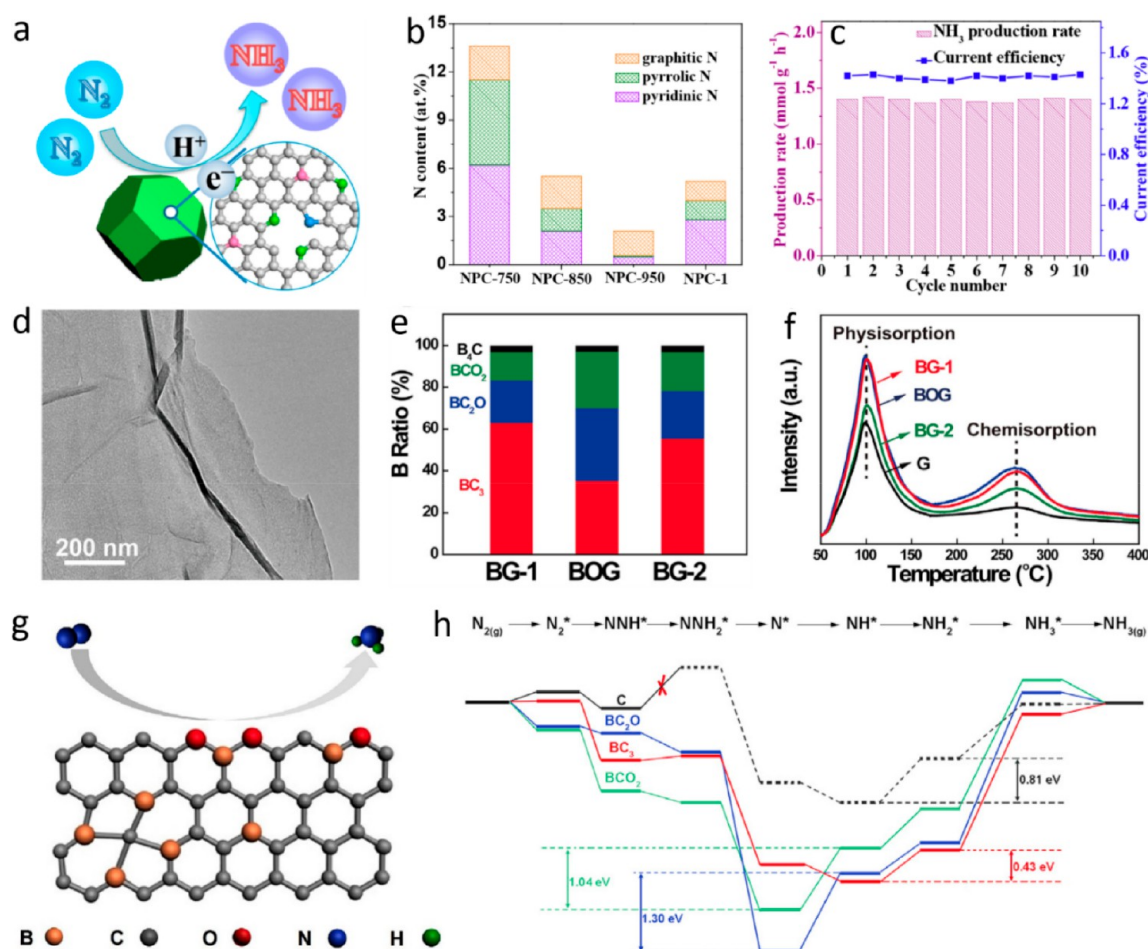 a
N₂
N₂
H⁺
e⁻
NH₃
NH₃
b
N content (at.%)
15
12
9
6
3
0
graphitic N
pyrrolic N
pyridinic N
NPC-750 NPC-850 NPC-950 NPC-1
c
NH₃ production rate
Current efficiency
Production rate (mmol g⁻¹ h⁻¹)
2.0
1.5
1.0
0.5
0.0
Current efficiency (%)
1.6
1.2
0.8
0.4
0.0
0 1 2 3 4 5 6 7 8 9 10
Cycle number
d
200 nm
e
B Ratio (%)
100
80
60
40
20
0
B₄C
BCO₂
BC₂O
BC₃
BG-1 BOG BG-2
f
Intensity (a.u.)
Physisorption
BG-1
BOG
BG-2
G
Chemisorption
50 100 150 200 250 300 350 400
Temperature (°C)
g
B C O N H
h
N₂(g) N₂* NNH* NNH₂* N* NH* NH₂* NH₃* NH₃(g)
C
BC₂O
BC₃
BCO₂
0.81 eV
0.43 eV
1.04 eV
1.30 eV